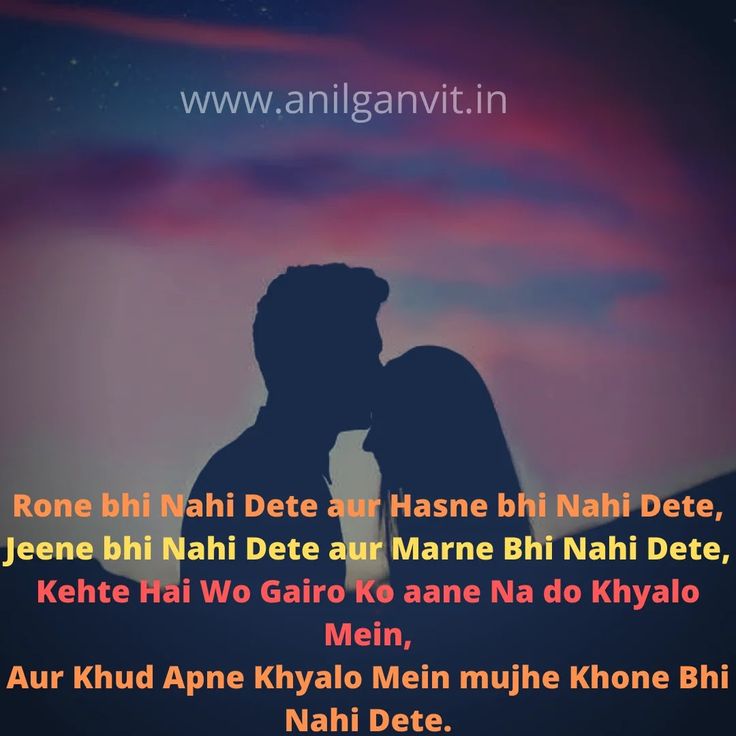 www.anilganvit.in
Rone bhi Nahi Dete aur Hasne bhi Nahi Dete,
Jeene bhi Nahi Dete aur Marne Bhi Nahi Dete,
Kehte Hai Wo Gairo Ko aane Na do Khyalo
Mein,
Aur Khud Apne Khyalo Mein mujhe Khone Bhi
Nahi Dete.